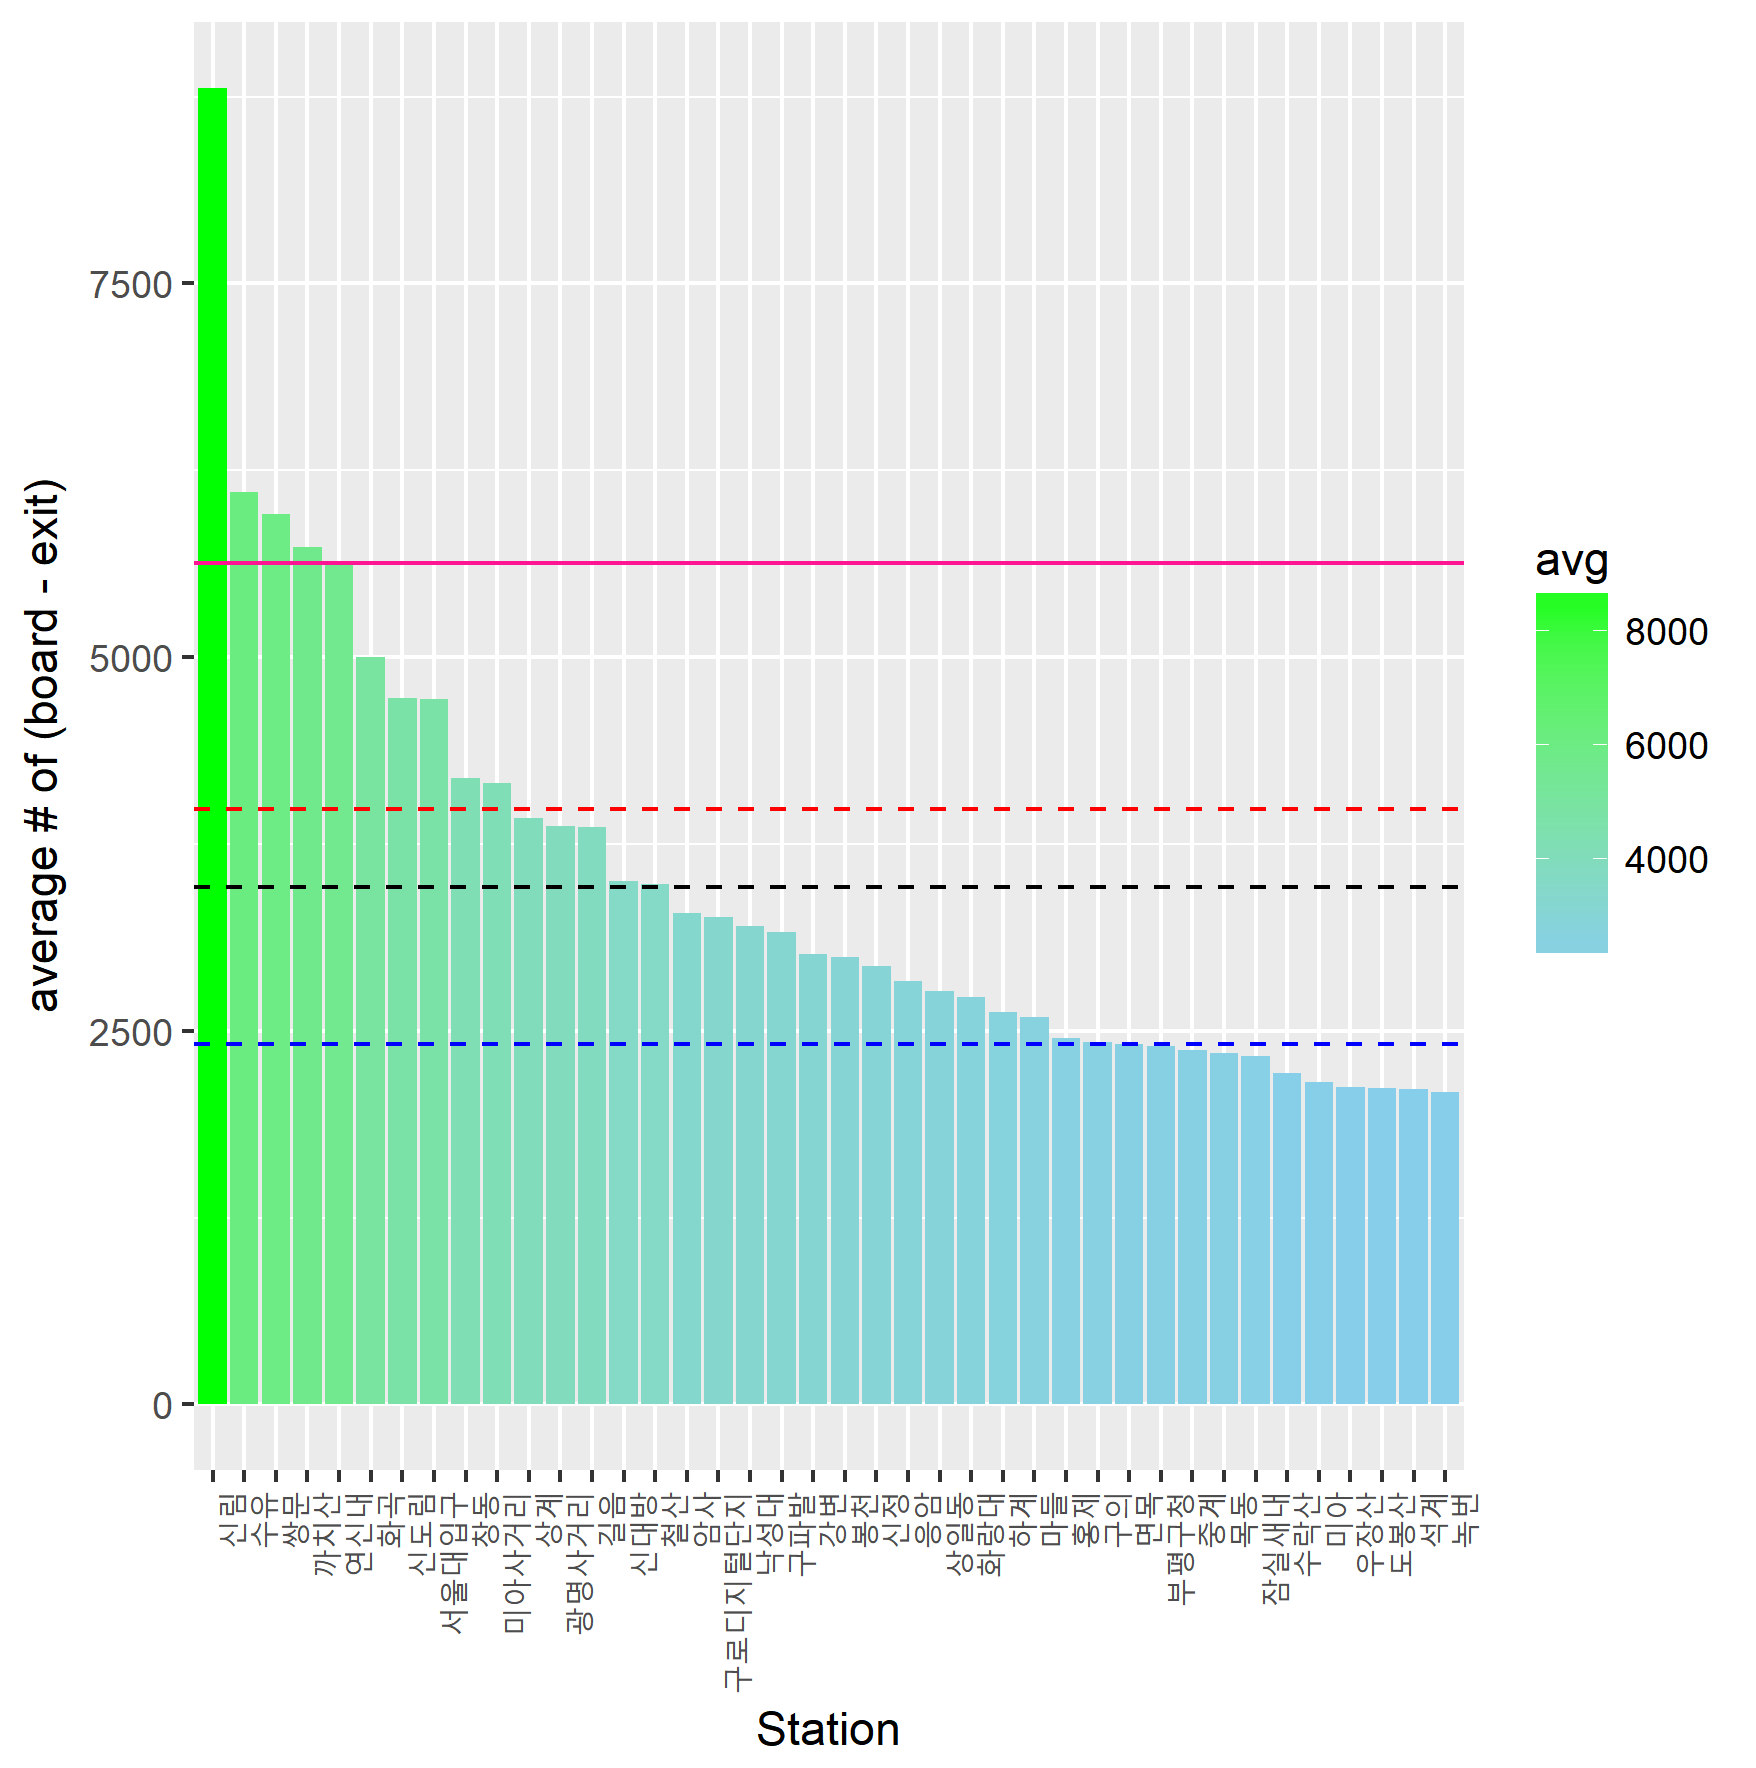 average # of (board - exit)
7500
5000
2500
0
신림
수유
쌍문
까치산
연신내
화곡
신도림
서울대입구
창동
미아사거리
상계
광명사거리
길음
신대방
철산
암사
구로디지털단지
낙성대
구파발
강변
봉천
신정
응암
상일동
화랑대
하계
마들
홍제
구의
면목
부평구청
중계
목동
잠실새내
수락산
미아
우장산
도봉산
석계
녹번
Station
avg
8000
6000
4000